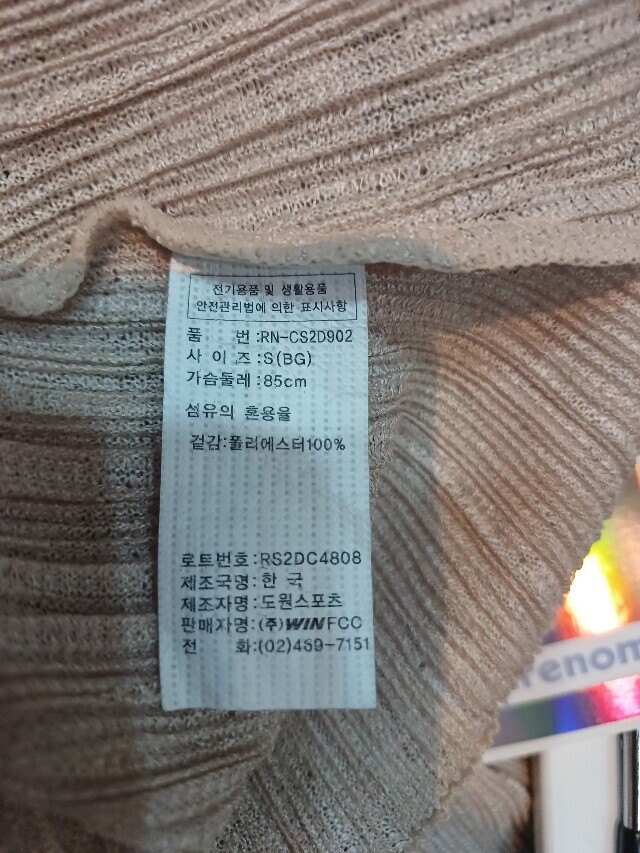 전기용품 및 생활용품
안전관리법에 의한 표시사항
품 번:RN-CS2D902
사 이 즈:S(BG)
가슴둘레:85cm
섬유의 혼용율
겉감:폴리에스터100%
로트번호:RS2DC4808
제조국명:한 국
제조자명:도원스포츠
판매자명:(주)WINFCC
전 화:(02)459-7151
renom